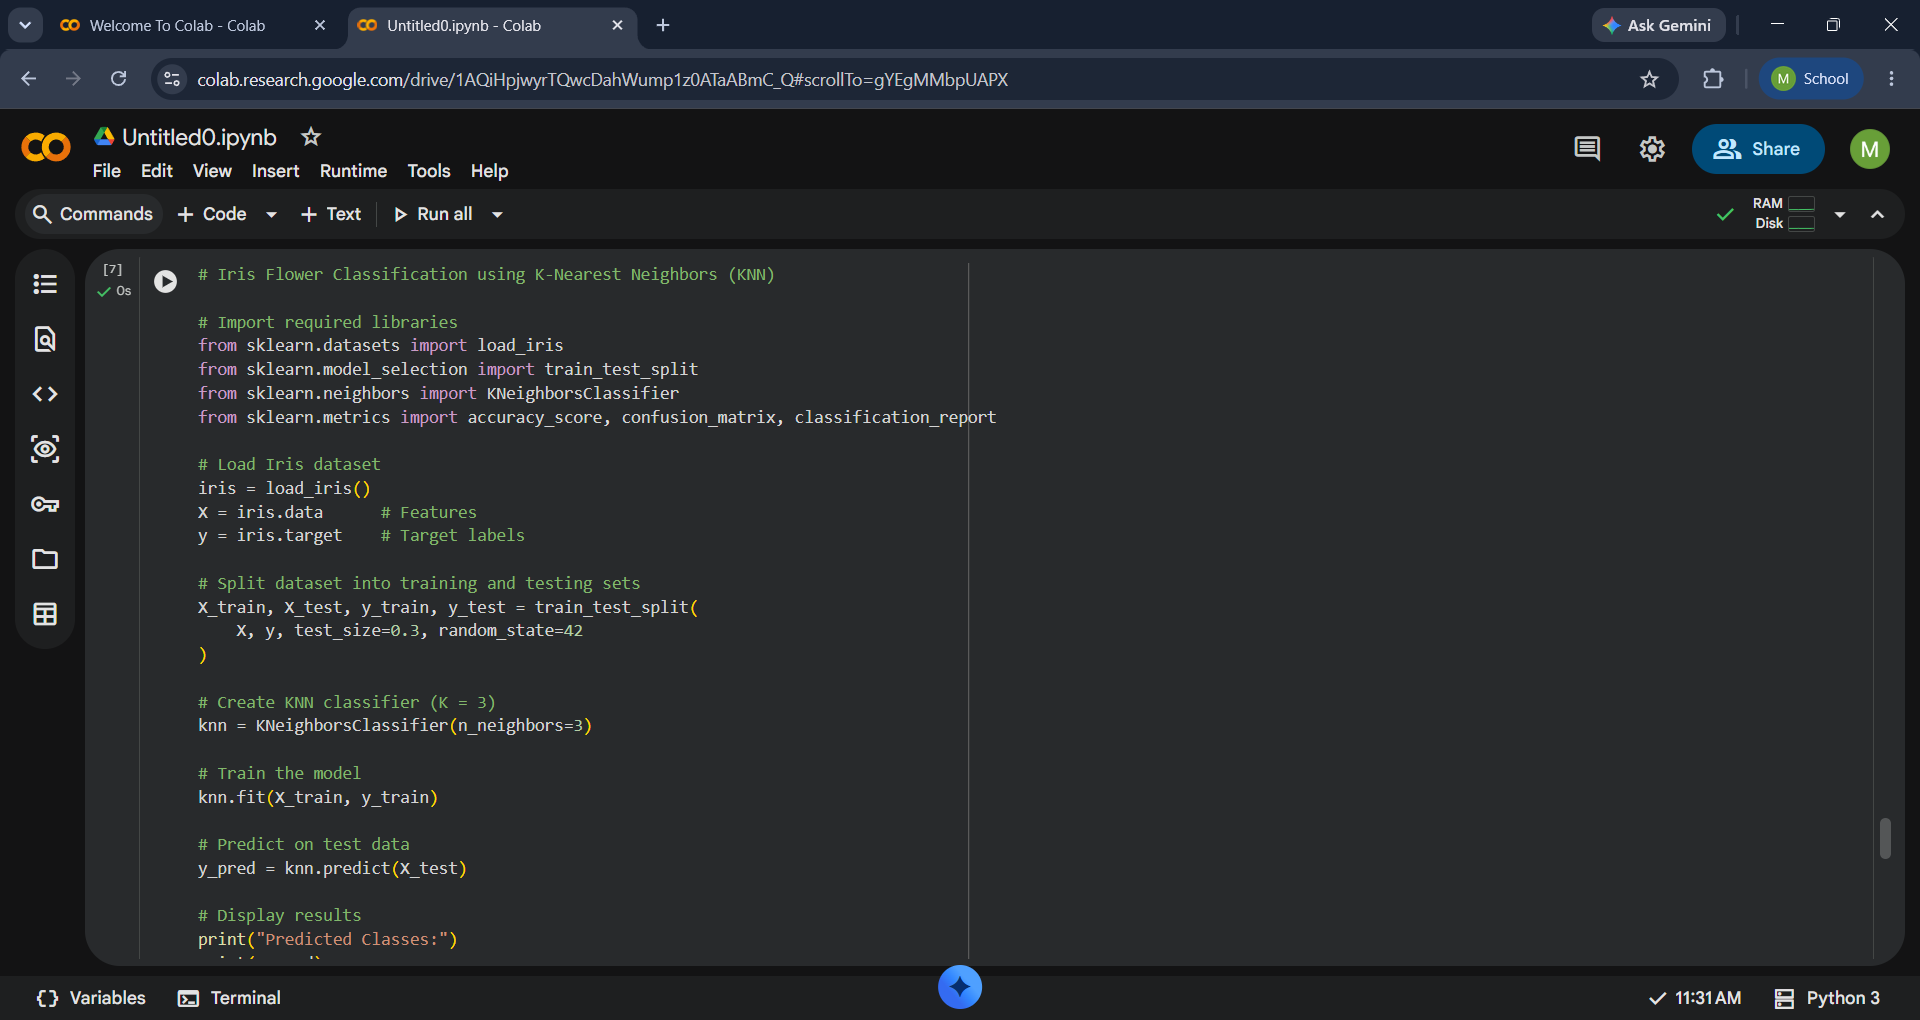 Welcome To Colab - Colab
Untitled0.ipynb - Colab
Ask Gemini
colab.research.google.com/drive/1AQiHpjwyrTQwcDahWump1z0ATaABmC_Q#scrollTo=gYEgMMbpUAPX
M School
Untitled0.ipynb
File Edit View Insert Runtime Tools Help
Share
M
Commands + Code + Text Run all
RAM
Disk
[7]
0s
# Iris Flower Classification using K-Nearest Neighbors (KNN)
# Import required libraries
from sklearn.datasets import load_iris
from sklearn.model_selection import train_test_split
from sklearn.neighbors import KNeighborsClassifier
from sklearn.metrics import accuracy_score, confusion_matrix, classification_report
# Load Iris dataset
iris = load_iris()
X = iris.data      # Features
y = iris.target    # Target labels
# Split dataset into training and testing sets
X_train, X_test, y_train, y_test = train_test_split(
    X, y, test_size=0.3, random_state=42
)
# Create KNN classifier (K = 3)
knn = KNeighborsClassifier(n_neighbors=3)
# Train the model
knn.fit(X_train, y_train)
# Predict on test data
y_pred = knn.predict(X_test)
# Display results
print("Predicted Classes:")
{} Variables Terminal
11:31 AM Python 3